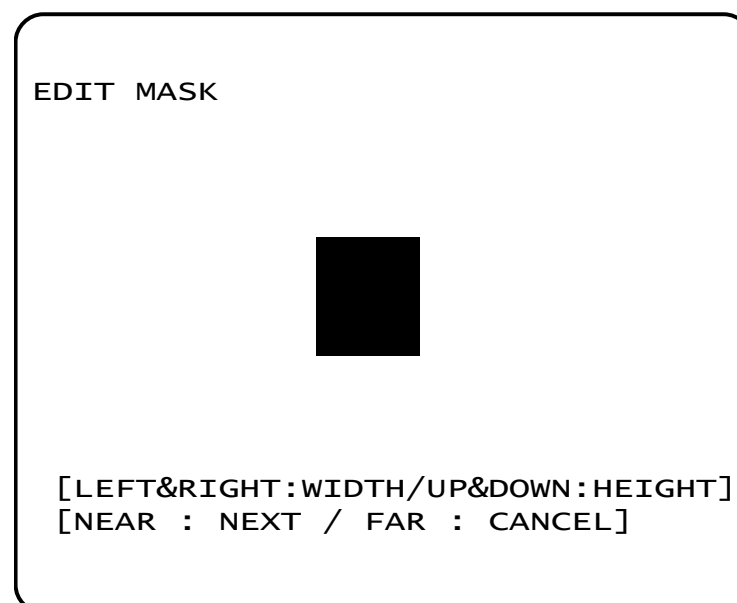 EDIT MASK
[LEFT&RIGHT:WIDTH/UP&DOWN:HEIGHT]
[NEAR : NEXT / FAR : CANCEL]